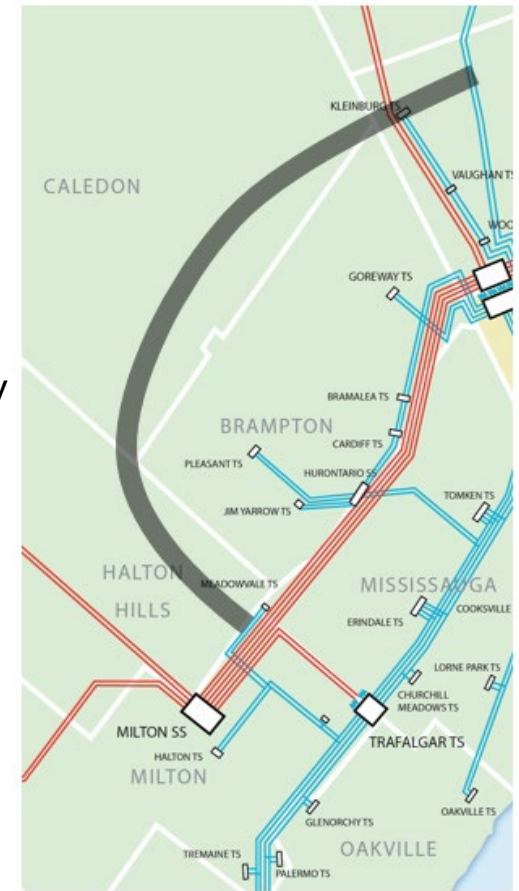 KLEINBURG TS
CALEDON
VAUGHAN TS
WOO
GOREWAY TS
y
BRAMALEA TS
BRAMPTON
CARDIFF TS
PLEASANT TS
HURONTARIO SS
TOMKEN TS
JIM YARROW TS
HALTON
HILLS
MEADOWVALE TS
MISSISSAUGA
COOKSVILLE
ERINDALE TS
LORNE PARK TS
CHURCHILL
MEADOWS TS
MILTON SS
TRAFALGAR TS
HALTON TS
MILTON
OAKVILLE TS
GLENORCHY TS
OAKVILLE
TREMAINE TS
PALERMO TS